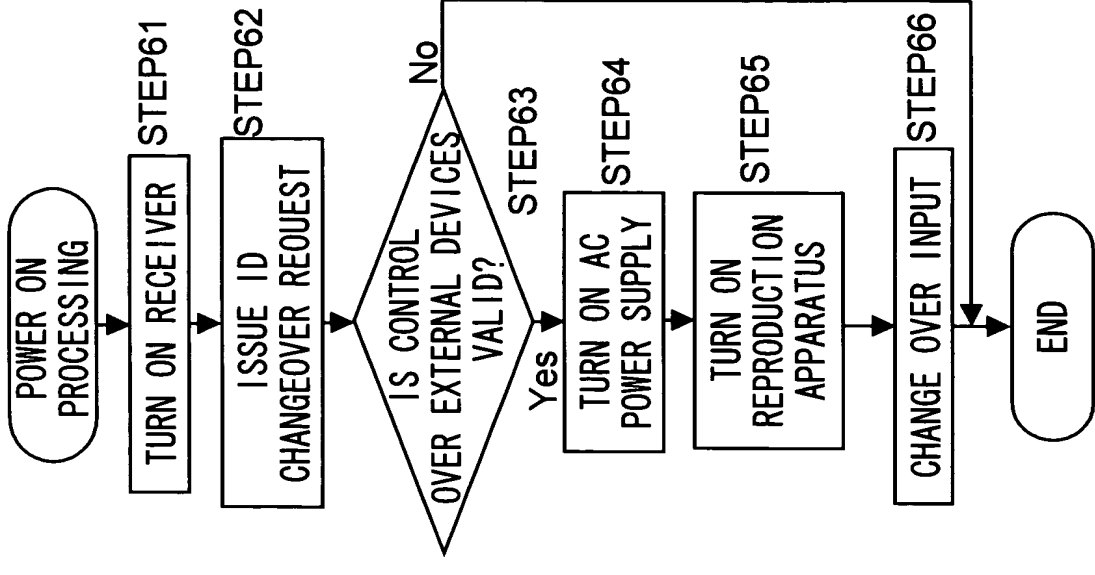 POWER ON
PROCESSING
TURN ON RECEIVER
STEP61
ISSUE ID
CHANGEOVER REQUEST
STEP62
IS CONTROL
OVER EXTERNAL DEVICES
VALID?
No
STEP63
Yes
TURN ON AC
POWER SUPPLY
STEP64
TURN ON
REPRODUCTION
APPARATUS
STEP65
CHANGE OVER INPUT
STEP66
END